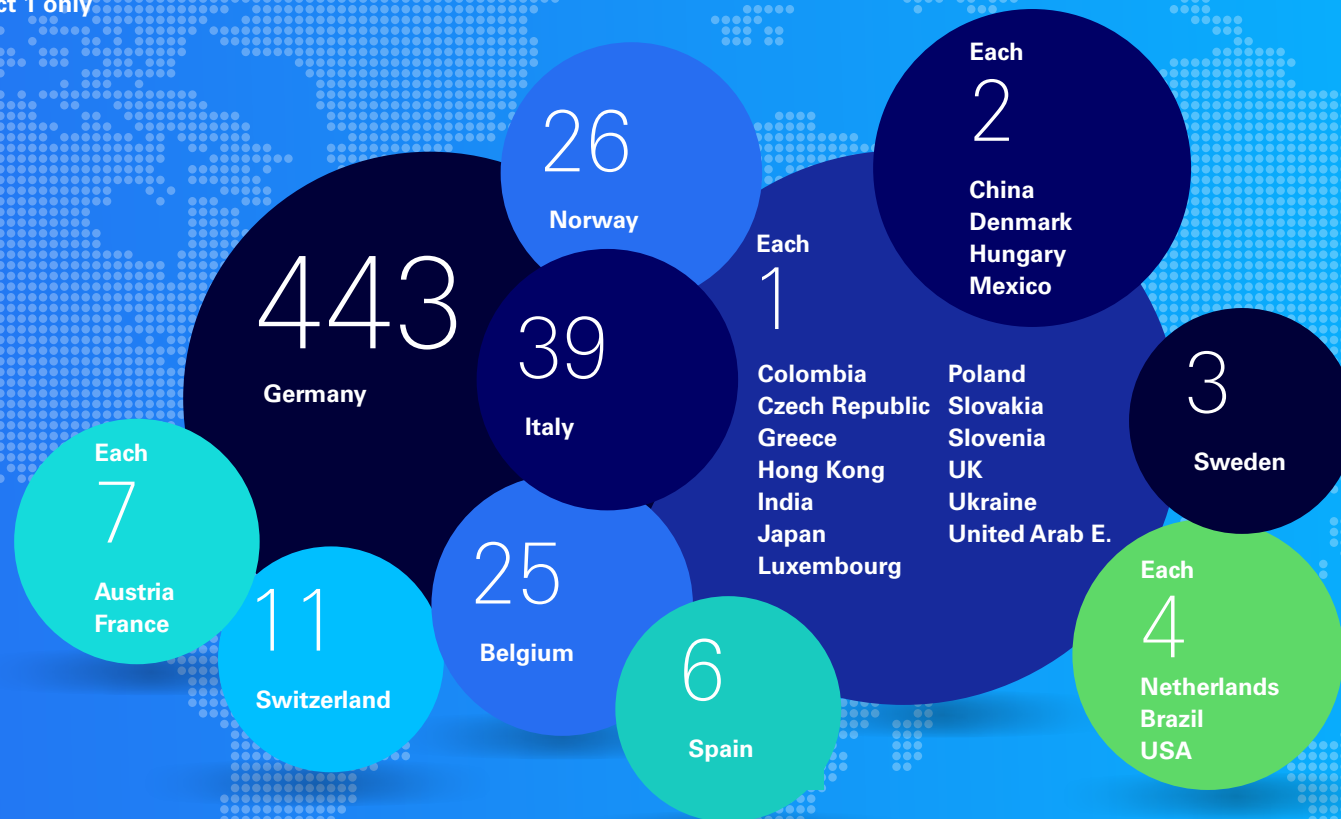 1 only
Each
2
China
Denmark
Hungary
Mexico
26
Norway
443
Germany
39
Italy
Each
1
Colombia
Czech Republic
Greece
Hong Kong
India
Japan
Luxembourg
Poland
Slovakia
Slovenia
UK
Ukraine
United Arab E.
3
Sweden
Each
7
Austria
France
11
Switzerland
25
Belgium
6
Spain
Each
4
Netherlands
Brazil
USA